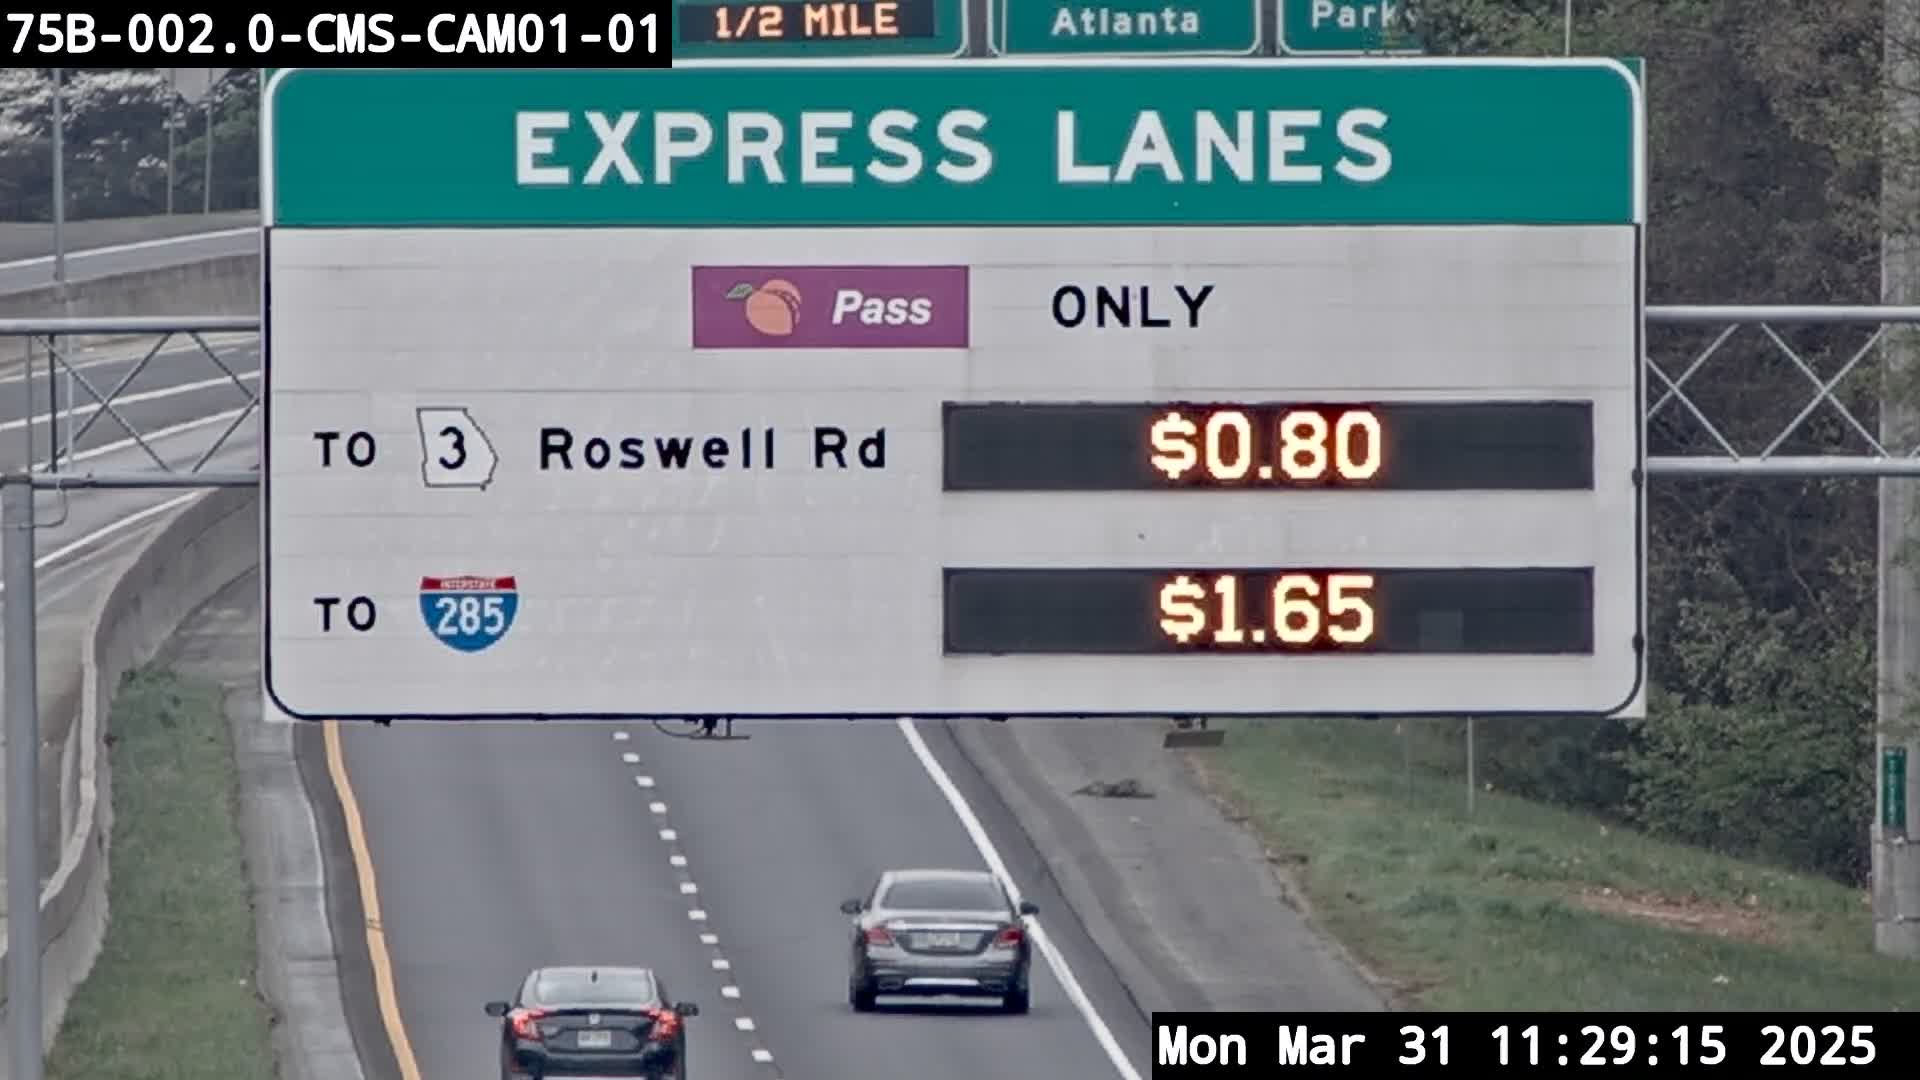 75B-002.0-CMS-CAM01-01
1/2 MILE
Atlanta
EXPRESS LANES
Pass ONLY
TO 3 Roswell Rd $0.80
TO INTERSTATE 285 $1.65
Mon Mar 31 11:29:15 2025